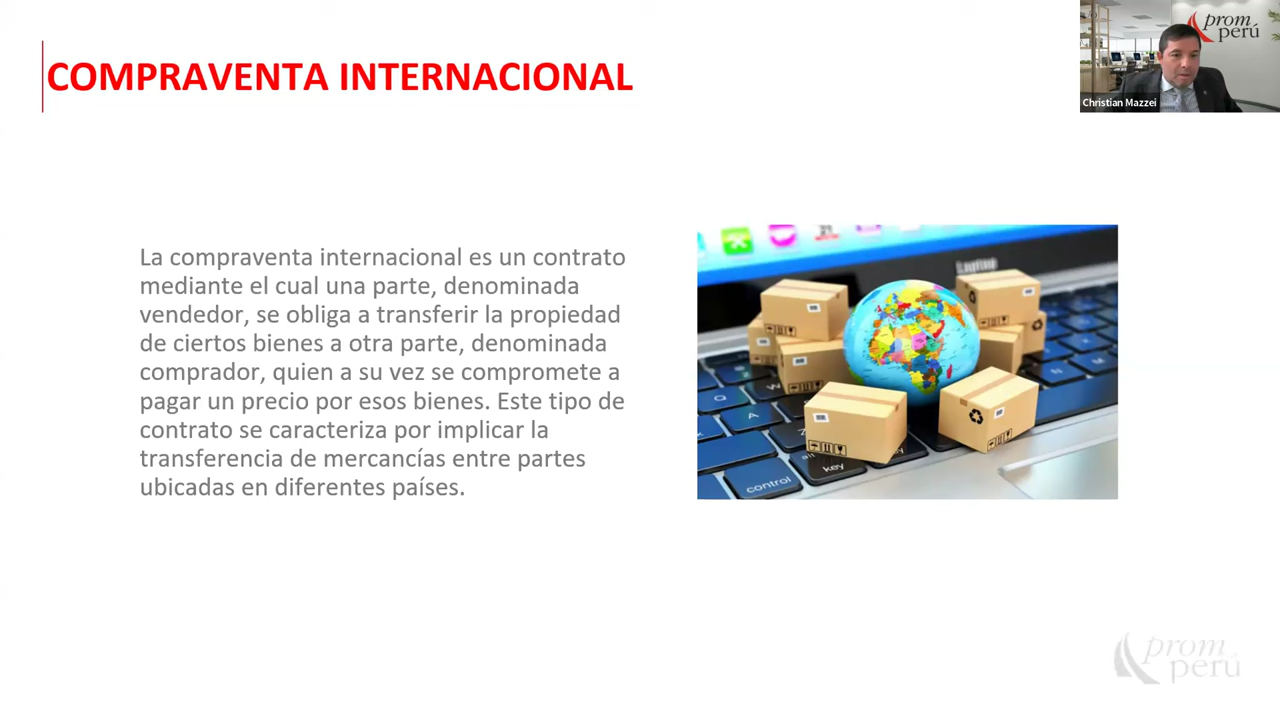 COMPRAVENTA INTERNACIONAL
prom
perú
Christian Mazzei
La compraventa internacional es un contrato
mediante el cual una parte, denominada
vendedor, se obliga a transferir la propiedad
de ciertos bienes a otra parte, denominada
comprador, quien a su vez se compromete a
pagar un precio por esos bienes. Este tipo de
contrato se caracteriza por implicar la
transferencia de mercancías entre partes
ubicadas en diferentes países.
Q
A
Z
alt
key
key
control
prom
perú